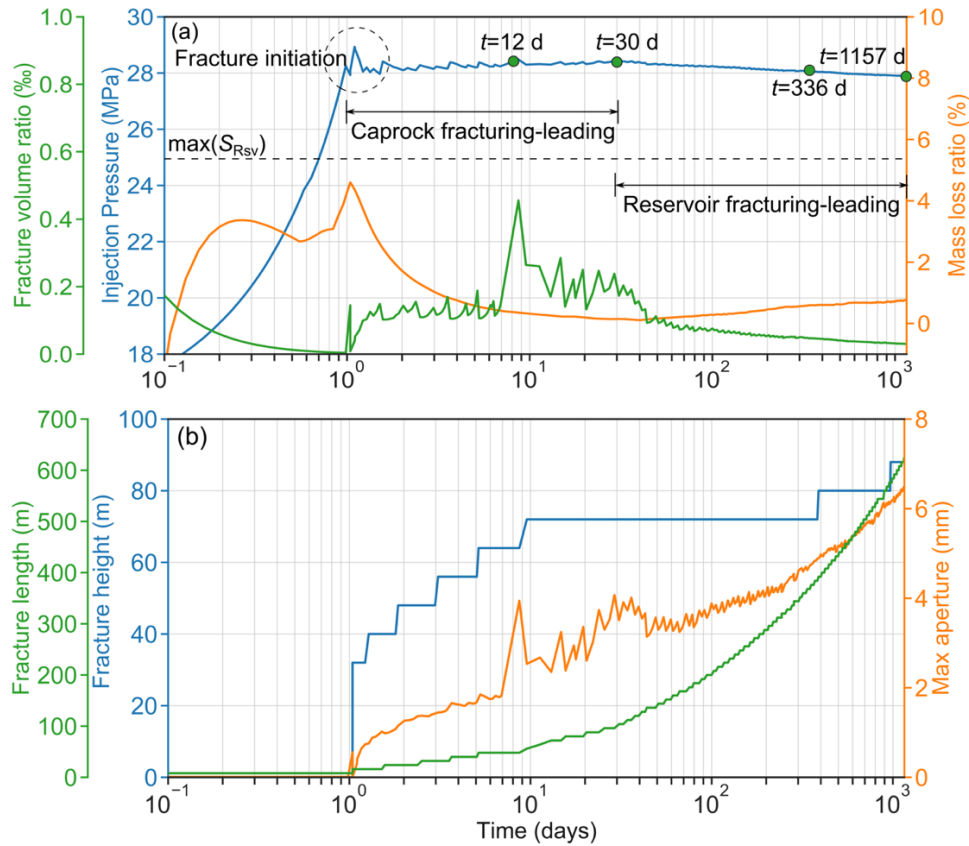 (a)
Fracture initiation
t=12 d
t=30 d
t=1157 d
t=336 d
Caprock fracturing-leading
max(S_Rsv)
Reservoir fracturing-leading
Fracture volume ratio (‰)
1.0
0.8
0.6
0.4
0.2
0.0
Injection Pressure (MPa)
30
28
28
24
22
20
18
Mass loss ratio (%)
10
8
6
4
2
0
10⁻¹
10⁰
10¹
10²
10³
(b)
Fracture length (m)
700
600
500
400
300
200
100
0
Fracture height (m)
100
80
60
40
20
0
Max aperture (mm)
8
6
4
2
0
10⁻¹
10⁰
10¹
10²
10³
Time (days)